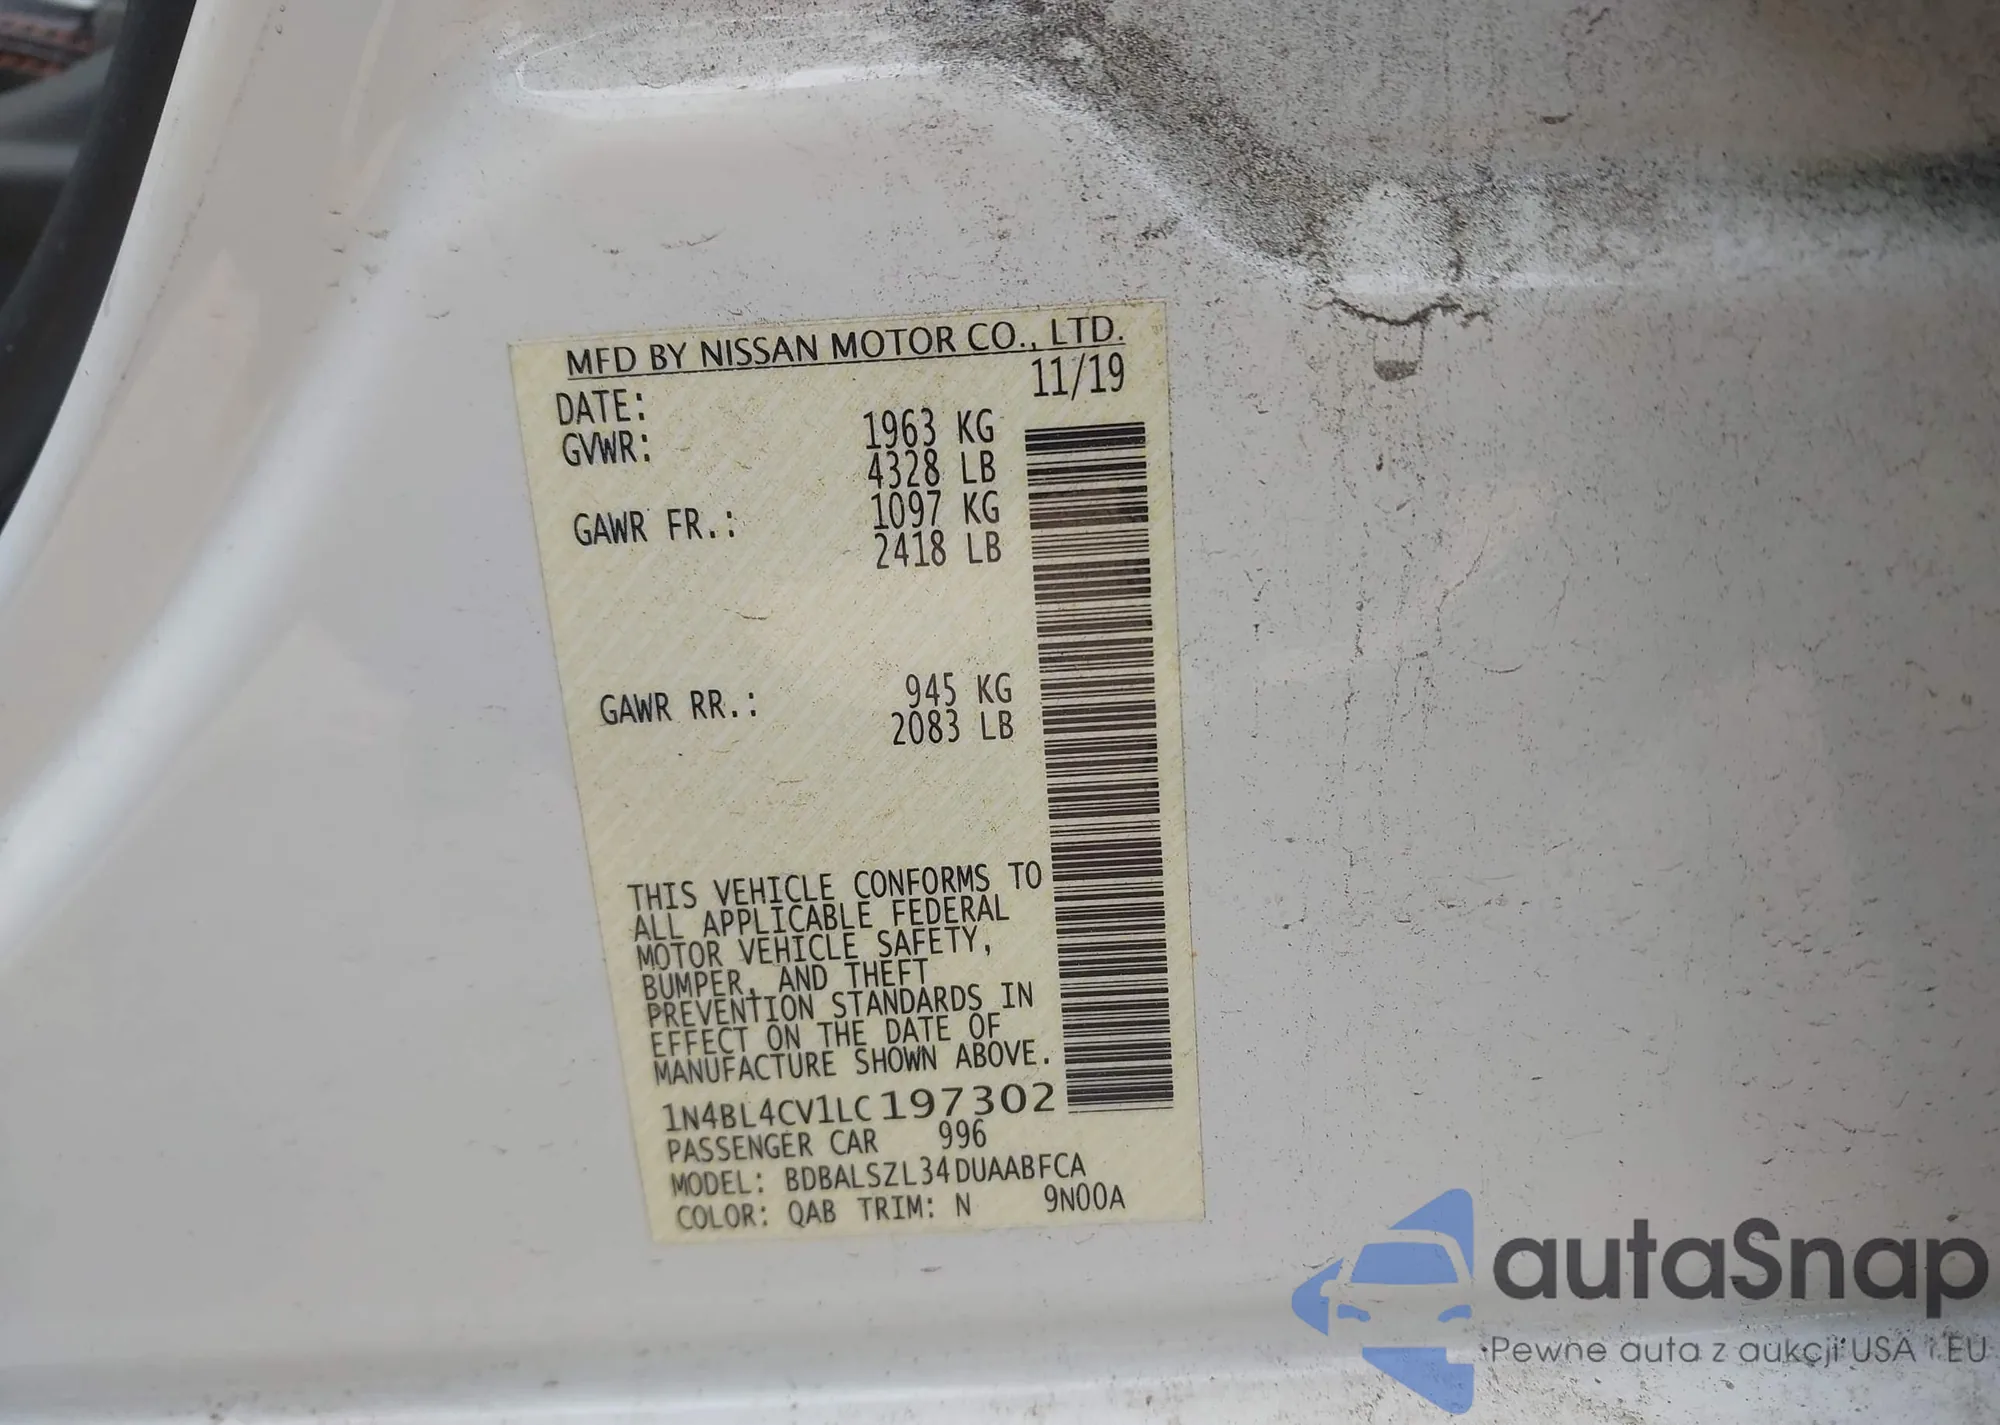 MFD BY NISSAN MOTOR CO., LTD.
DATE: 11/19
GVWR: 1963 KG
4328 LB
GAWR FR.: 1097 KG
2418 LB
GAWR RR.: 945 KG
2083 LB
THIS VEHICLE CONFORMS TO
ALL APPLICABLE FEDERAL
MOTOR VEHICLE SAFETY,
BUMPER, AND THEFT
PREVENTION STANDARDS IN
EFFECT ON THE DATE OF
MANUFACTURE SHOWN ABOVE.
1N4BL4CV1LC197302
PASSENGER CAR 996
MODEL: BDBALSZL34DUAABFCA
COLOR: QAB TRIM: N 9N00A
autaSnap
Pewne auta z aukcji USA i EU